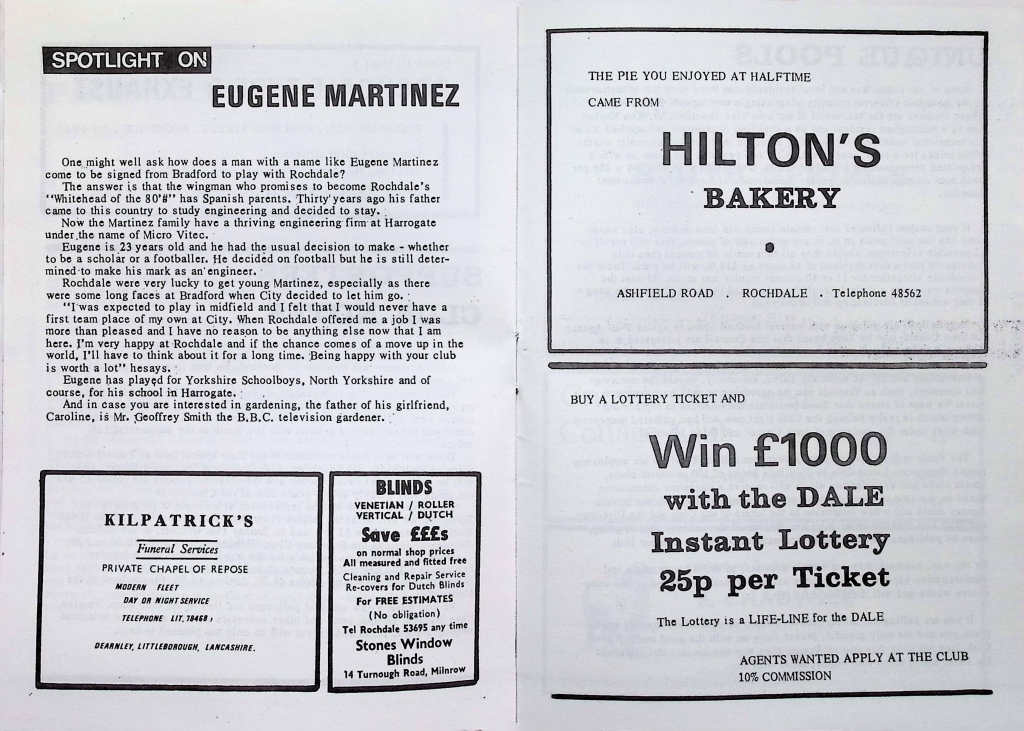 SPOTLIGHT ON
EUGENE MARTINEZ
One might well ask how does a man with a name like Eugene Martinez
come to be signed from Bradford to play with Rochdale?
The answer is that the wingman who promises to become Rochdale's
"Whitehead of the 80'#" has Spanish parents. Thirty years ago his father
came to this country to study engineering and decided to stay.
Now the Martinez family have a thriving engineering firm at Harrogate
under the name of Micro Vitec.
Eugene is 23 years old and he had the usual decision to make - whether
to be a scholar or a footballer. He decided on football but he is still deter-
mined to make his mark as an engineer.
Rochdale were very lucky to get young Martinez, especially as there
were some long faces at Bradford when City decided to let him go.
"I was expected to play in midfield and I felt that I would never have a
first team place of my own at City. When Rochdale offered me a job I was
more than pleased and I have no reason to be anything else now that I am
here. I'm very happy at Rochdale and if the chance comes of a move up in the
world, I'll have to think about it for a long time. Being happy with your club
is worth a lot" hesays.
Eugene has played for Yorkshire Schoolboys, North Yorkshire and of
course, for his school in Harrogate.
And in case you are interested in gardening, the father of his girlfriend,
Caroline, is Mr. Geoffrey Smith the B.B.C. television gardener.
KILPATRICK'S
Funeral Services
PRIVATE CHAPEL OF REPOSE
MODERN FLEET
DAY OR NIGHT SERVICE
TELEPHONE LIT. 78468
DEARNLEY, LITTLEBOROUGH, LANCASHIRE.
BLINDS
VENETIAN / ROLLER
VERTICAL / DUTCH
Save £££s
on normal shop prices
All measured and fitted free
Cleaning and Repair Service
Re-covers for Dutch Blinds
For FREE ESTIMATES
(No obligation)
Tel Rochdale 53695 any time
Stones Window
Blinds
14 Turnough Road, Milnrow
THE PIE YOU ENJOYED AT HALFTIME
CAME FROM
HILTON'S
BAKERY
ASHFIELD ROAD . ROCHDALE . Telephone 48562
BUY A LOTTERY TICKET AND
Win £1000
with the DALE
Instant Lottery
25p per Ticket
The Lottery is a LIFE-LINE for the DALE
AGENTS WANTED APPLY AT THE CLUB
10% COMMISSION